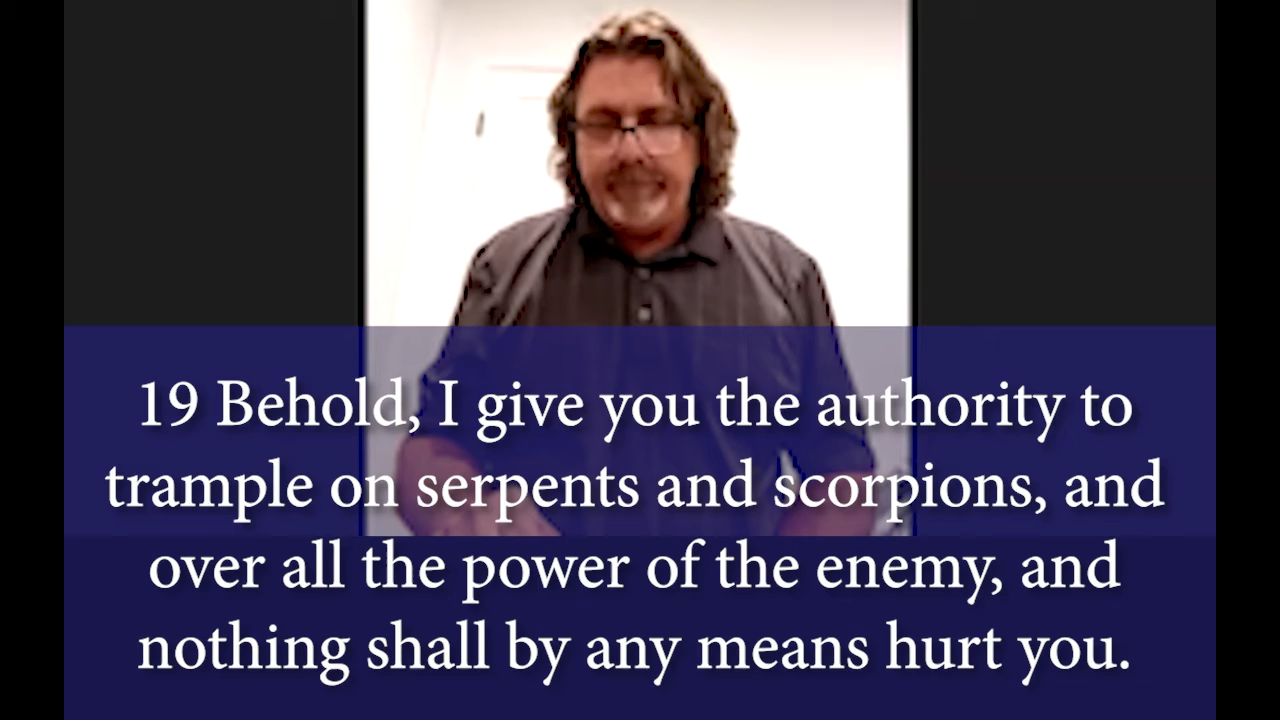 19 Behold, I give you the authority to
trample on serpents and scorpions, and
over all the power of the enemy, and
nothing shall by any means hurt you.